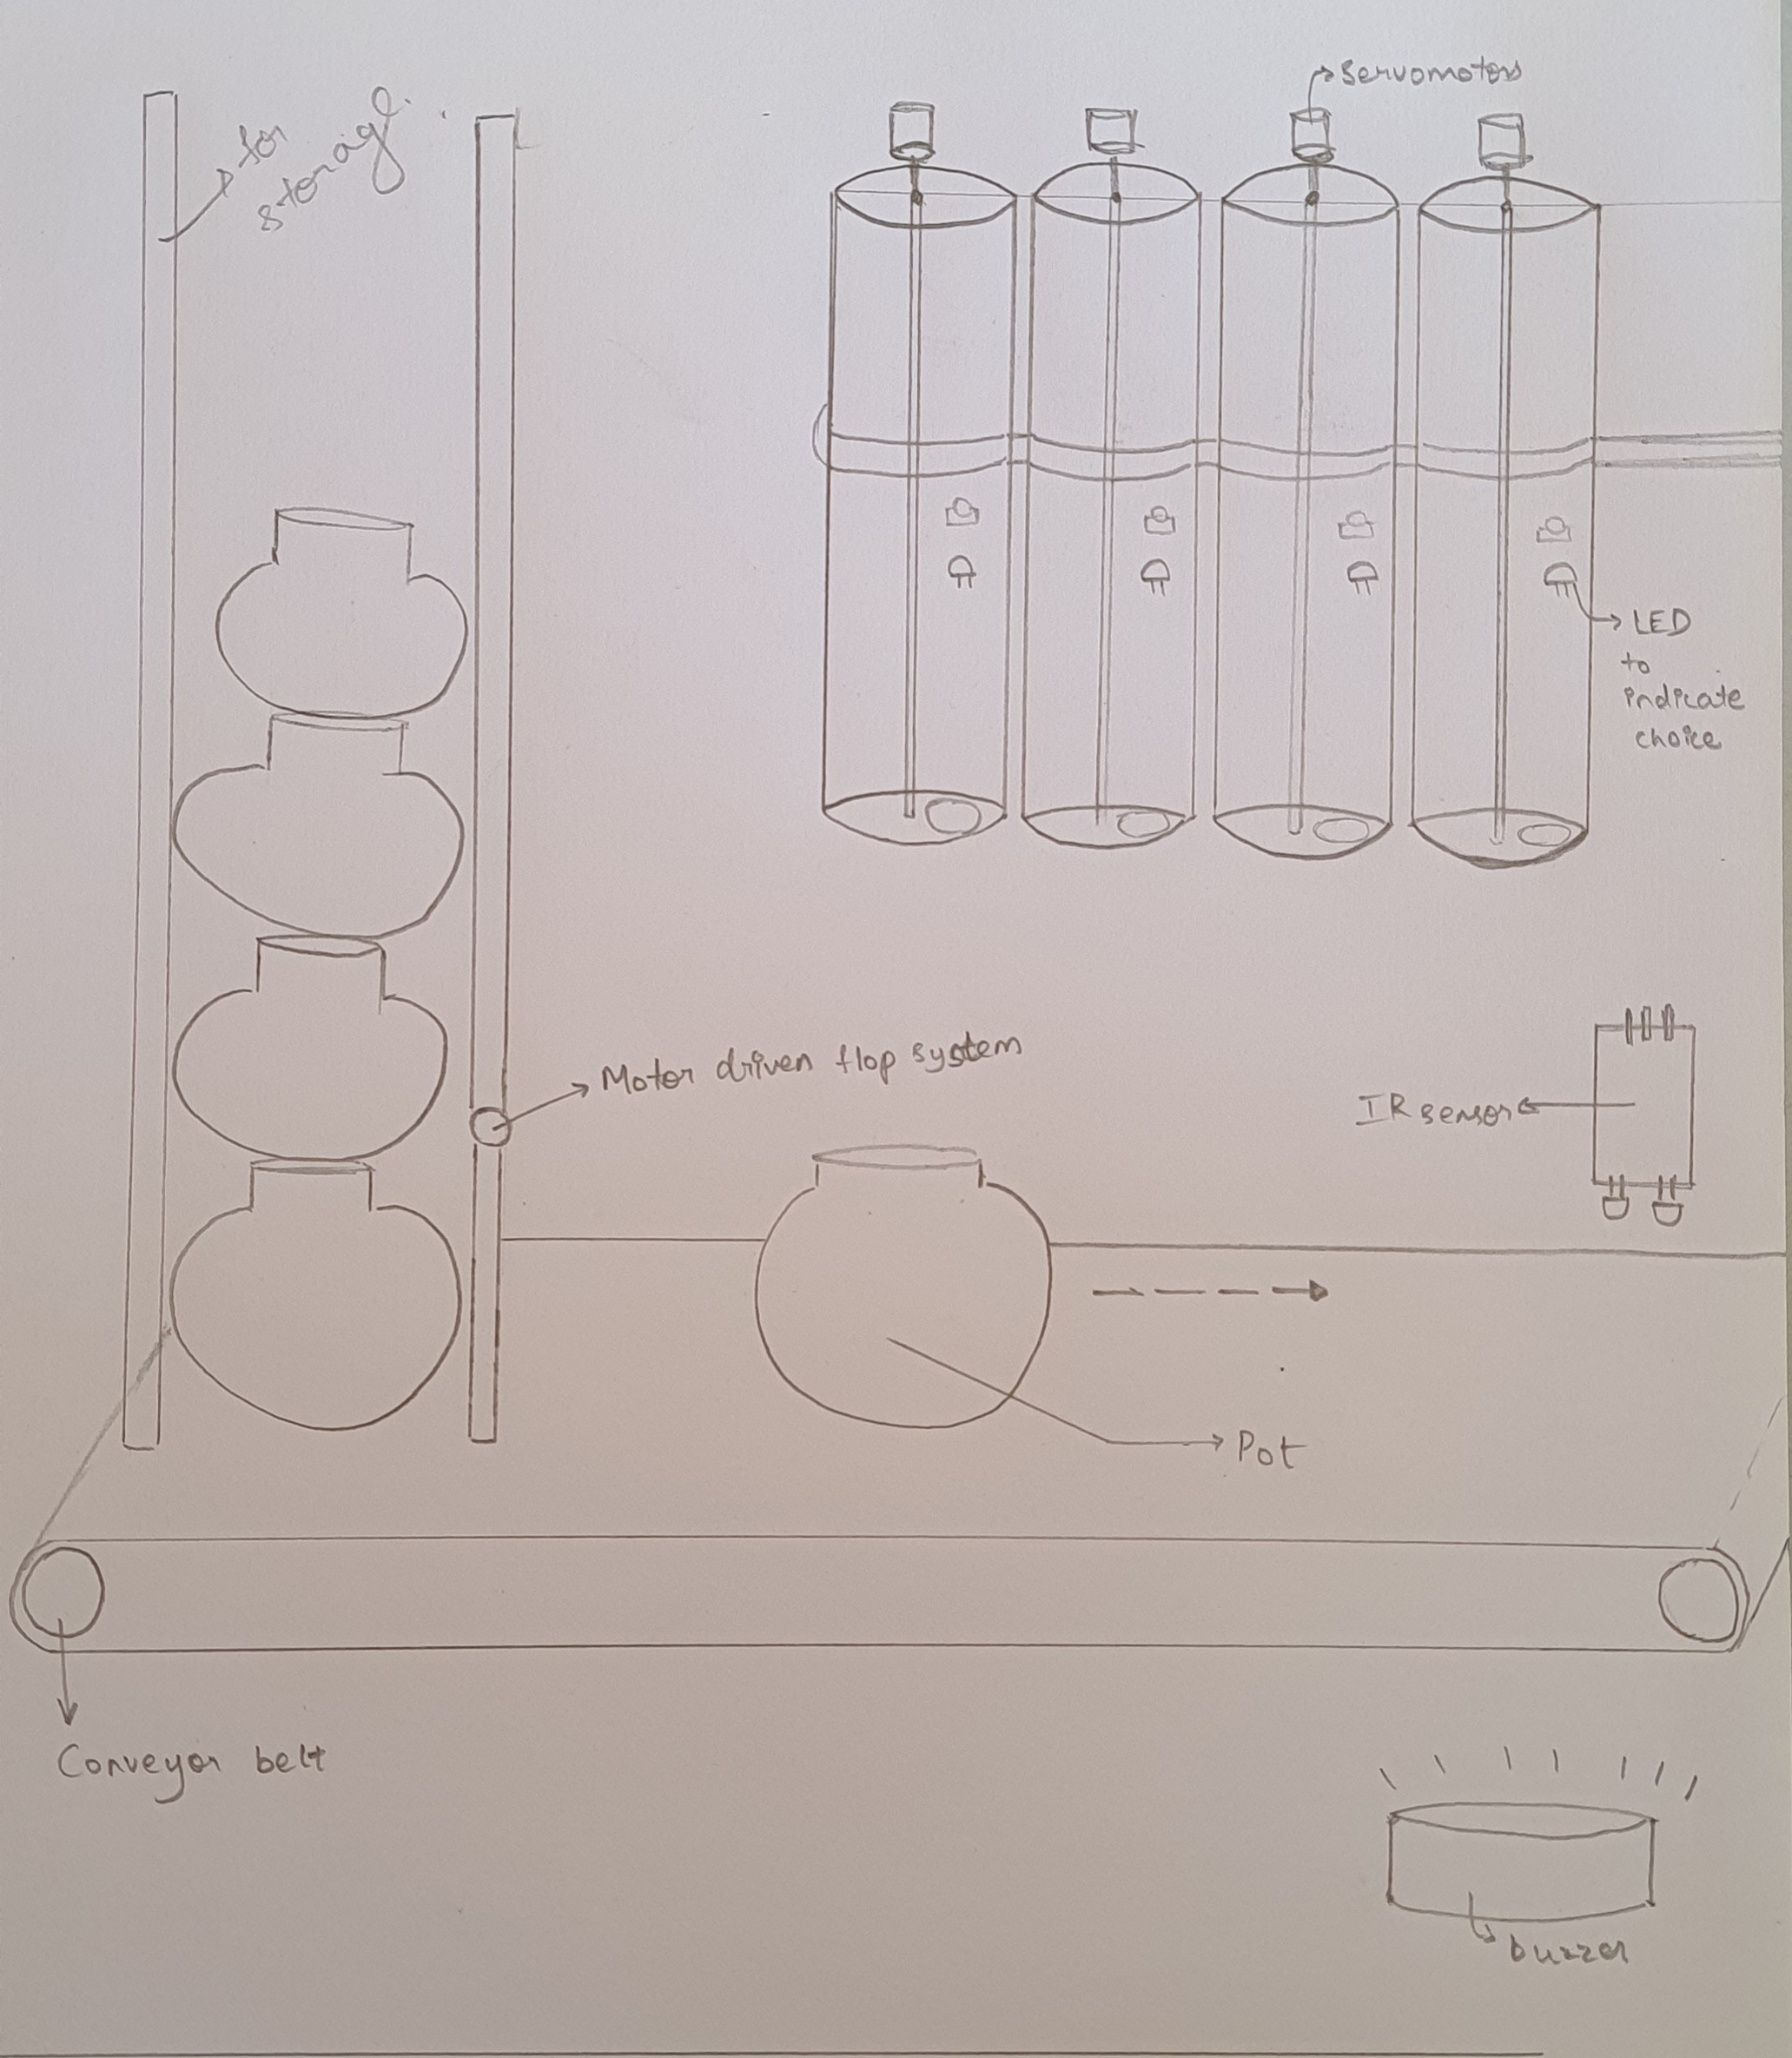 Servomotors
for
storage.
LED
to
indicate
choice
Motor driven flop system
IR sensor
Pot
Conveyor belt
buzzer